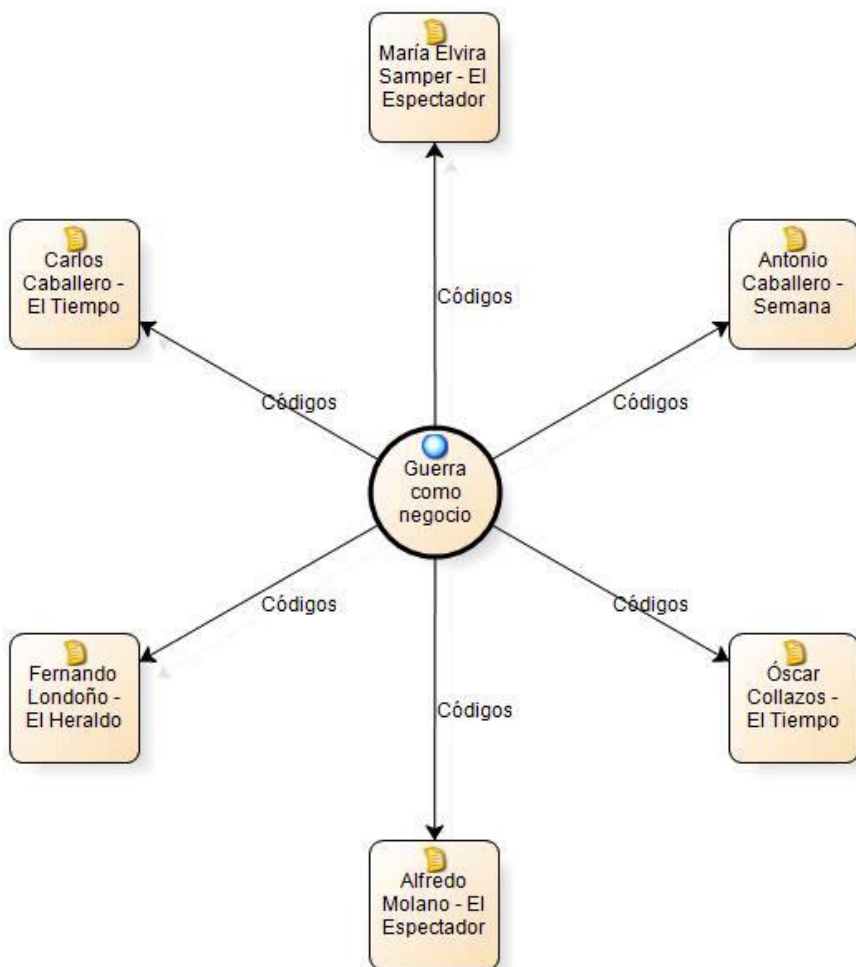 María Elvira
Samper - El
Espectador
Carlos
Caballero -
El Tiempo
Antonio
Caballero -
Semana
Códigos
Códigos
Códigos
Guerra
como
negocio
Códigos
Códigos
Códigos
Fernando
Londoño -
El Heraldo
Óscar
Collazos -
El Tiempo
Alfredo
Molano - El
Espectador